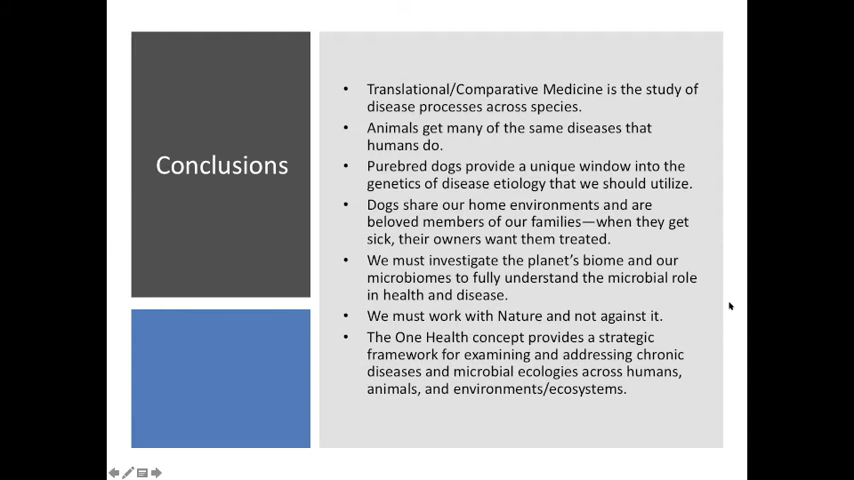 Conclusions
• Translational/Comparative Medicine is the study of
disease processes across species.
• Animals get many of the same diseases that
humans do.
• Purebred dogs provide a unique window into the
genetics of disease etiology that we should utilize.
• Dogs share our home environments and are
beloved members of our families—when they get
sick, their owners want them treated.
• We must investigate the planet's biome and our
microbiomes to fully understand the microbial role
in health and disease.
• We must work with Nature and not against it.
• The One Health concept provides a strategic
framework for examining and addressing chronic
diseases and microbial ecologies across humans,
animals, and environments/ecosystems.